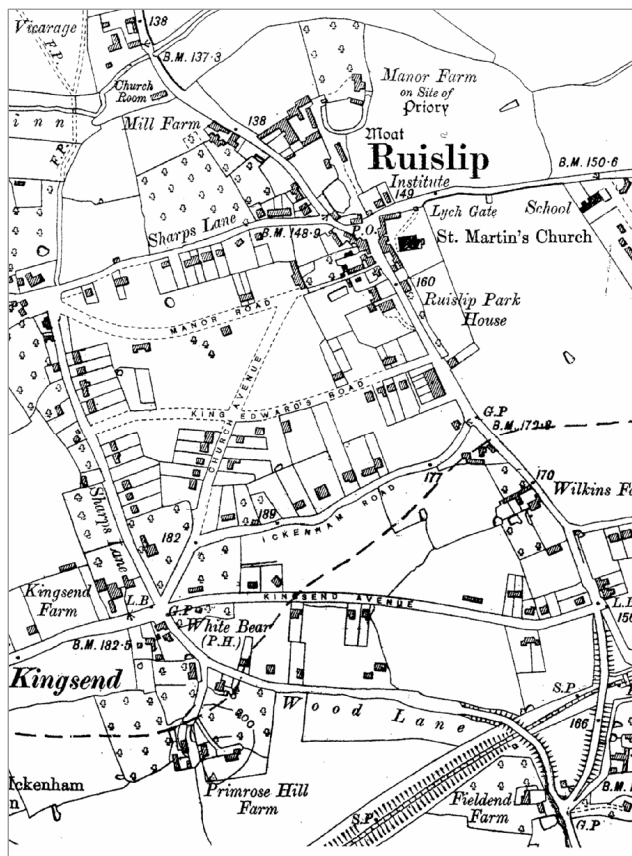 Vicarage
F.P.
138
B.M. 137·3
Church
Room
inn
F.P.
Mill Farm
138
Manor Farm
on Site of
Priory
Moat
Ruislip
Institute
149
B.M. 150·6
Sharps Lane
B.M. 148·9
P.O.
Lych Gate
School
St. Martin's Church
160
Ruislip Park
House
MANOR ROAD
CHURCH AVENUE
KING EDWARD'S ROAD
G.P
B.M. 172·8
177
170
Wilkins Fa
Sharps Lane
189
ICKENHAM ROAD
182
Kingsend
Farm
L.B
G.P
KINGSEND AVENUE
White Bear
(P.H.)
B.M. 182·5
Kingsend
200
Wood Lane
S.P
166
Ickenham
n
Primrose Hill
Farm
S.P
Fieldend
Farm
G.P